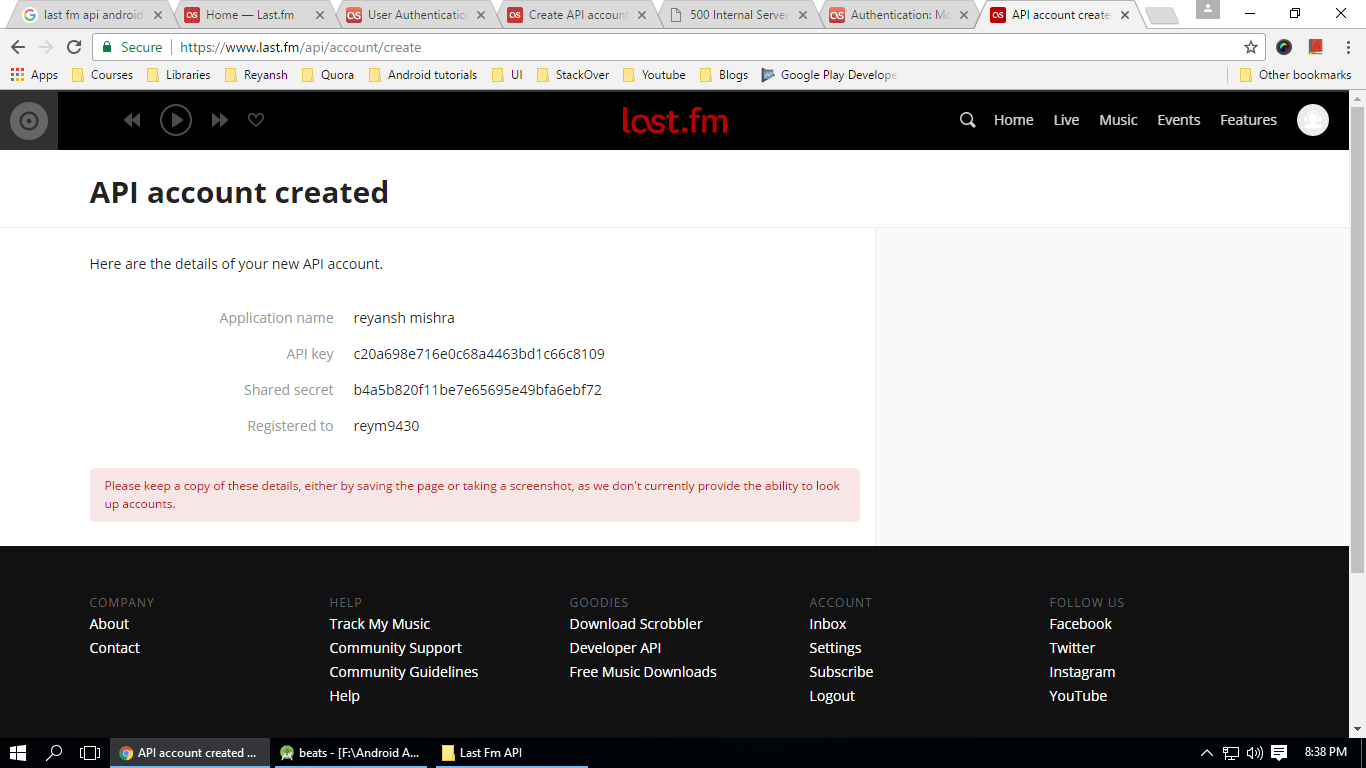 last fm api android
Home — Last.fm
User Authentication
Create API account
500 Internal Server
Authentication: Mo
API account create
Secure
https://www.last.fm/api/account/create
Apps
Courses
Libraries
Reyansh
Quora
Android tutorials
UI
StackOver
Youtube
Blogs
Google Play Develope
Other bookmarks
last.fm
Home
Live
Music
Events
Features
API account created
Here are the details of your new API account.
Application name reyansh mishra
API key c20a698e716e0c68a4463bd1c66c8109
Shared secret b4a5b820f11be7e65695e49bfa6ebf72
Registered to reym9430
Please keep a copy of these details, either by saving the page or taking a screenshot, as we don't currently provide the ability to look
up accounts.
COMPANY
About
Contact
HELP
Track My Music
Community Support
Community Guidelines
Help
GOODIES
Download Scrobbler
Developer API
Free Music Downloads
ACCOUNT
Inbox
Settings
Subscribe
Logout
FOLLOW US
Facebook
Twitter
Instagram
YouTube
API account created ...
beats - [F:\Android A...
Last Fm API
8:38 PM